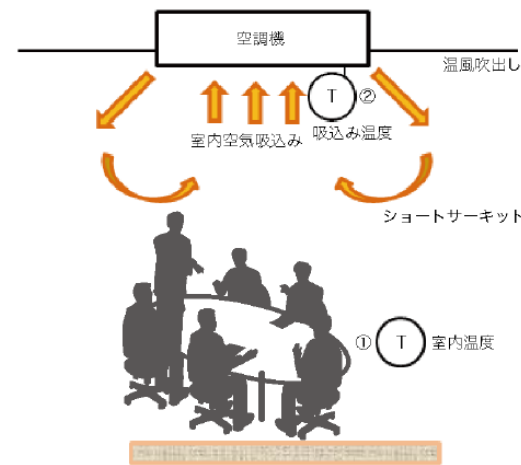 空調機
温風吹出し
T ②
室内空気吸込み
吸込み温度
ショートサーキット
① T 室内温度